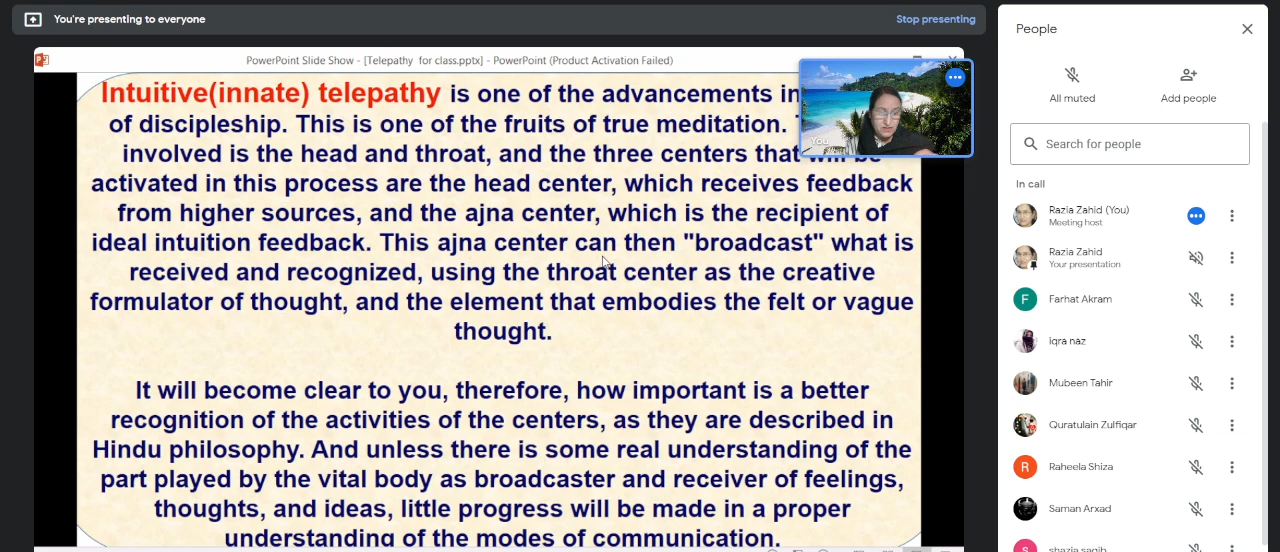 You're presenting to everyone
Stop presenting
PowerPoint Slide Show - [Telepathy for class.pptx] - PowerPoint (Product Activation Failed)
Intuitive(innate) telepathy is one of the advancements in
of discipleship. This is one of the fruits of true meditation.
involved is the head and throat, and the three centers that will be
activated in this process are the head center, which receives feedback
from higher sources, and the ajna center, which is the recipient of
ideal intuition feedback. This ajna center can then "broadcast" what is
received and recognized, using the throat center as the creative
formulator of thought, and the element that embodies the felt or vague
thought.
It will become clear to you, therefore, how important is a better
recognition of the activities of the centers, as they are described in
Hindu philosophy. And unless there is some real understanding of the
part played by the vital body as broadcaster and receiver of feelings,
thoughts, and ideas, little progress will be made in a proper
understanding of the modes of communication.
You
People
All muted
Add people
Search for people
In call
Razia Zahid (You)
Meeting host
Razia Zahid
Your presentation
F
Farhat Akram
iqra naz
Mubeen Tahir
Quratulain Zulfiqar
R
Raheela Shiza
Saman Arxad
s
shazia saqib